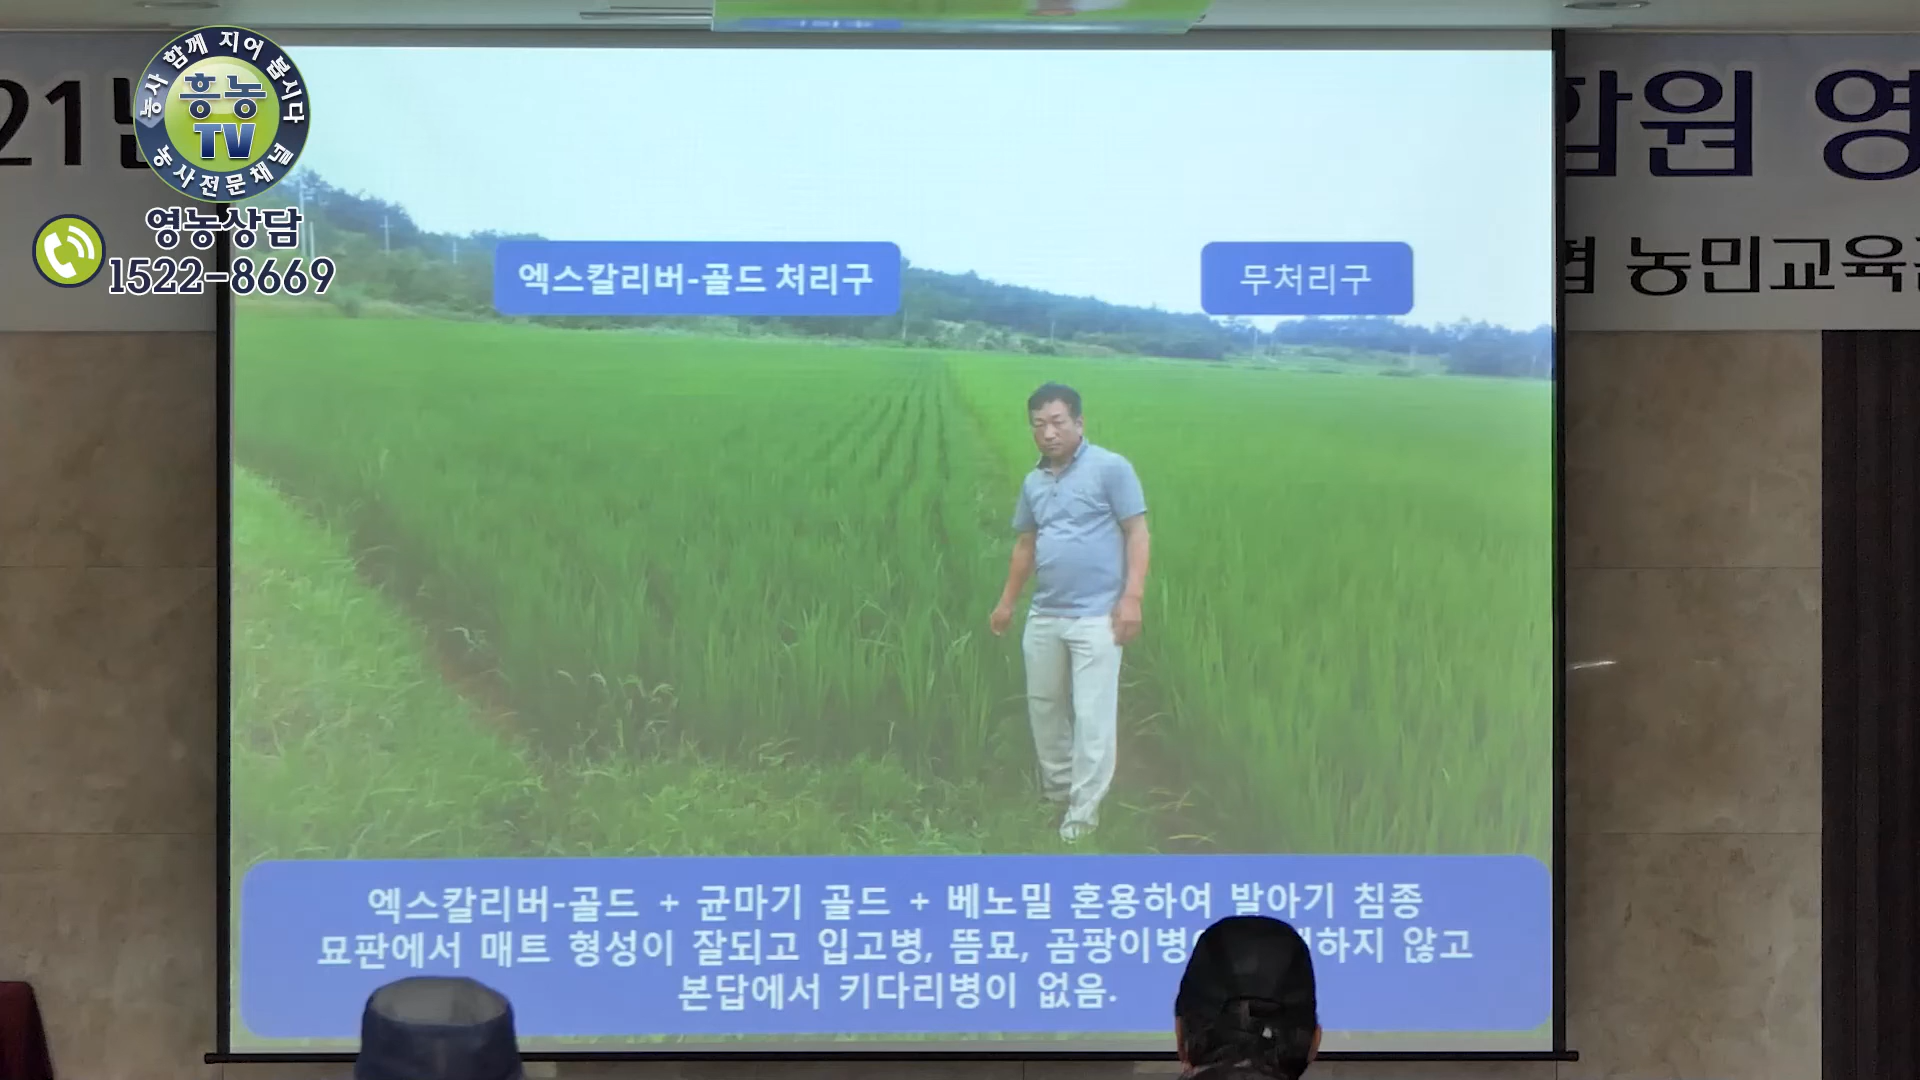 농사 함께 지어 봅시다
흥농
TV
농사전문채널
영농상담
1522-8669
21년
합원 영
농민교육
엑스칼리버-골드 처리구
무처리구
엑스칼리버-골드 + 균마기 골드 + 베노밀 혼용하여 발아기 침종
묘판에서 매트 형성이 잘되고 입고병, 뜸묘, 곰팡이병 하지 않고
본답에서 키다리병이 없음.